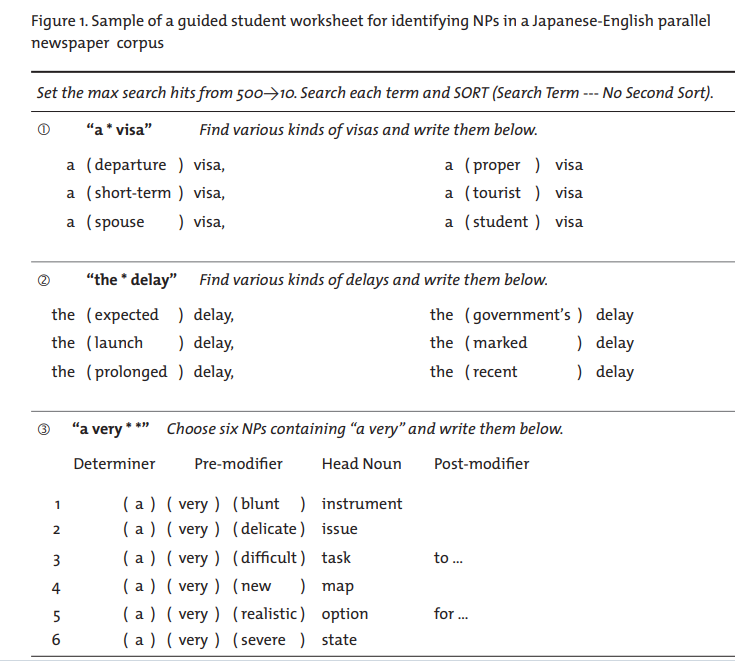 Figure 1. Sample of a guided student worksheet for identifying NPs in a Japanese-English parallel
newspaper corpus
Set the max search hits from 500→10. Search each term and SORT (Search Term --- No Second Sort).
① “a * visa” Find various kinds of visas and write them below.
a ( departure ) visa, a ( proper ) visa
a ( short-term ) visa, a ( tourist ) visa
a ( spouse ) visa, a ( student ) visa
② “the * delay” Find various kinds of delays and write them below.
the ( expected ) delay, the ( government’s ) delay
the ( launch ) delay, the ( marked ) delay
the ( prolonged ) delay, the ( recent ) delay
③ “a very * *” Choose six NPs containing “a very” and write them below.
Determiner Pre-modifier Head Noun Post-modifier
1 ( a ) ( very ) ( blunt ) instrument
2 ( a ) ( very ) ( delicate ) issue
3 ( a ) ( very ) ( difficult ) task to ...
4 ( a ) ( very ) ( new ) map
5 ( a ) ( very ) ( realistic ) option for ...
6 ( a ) ( very ) ( severe ) state